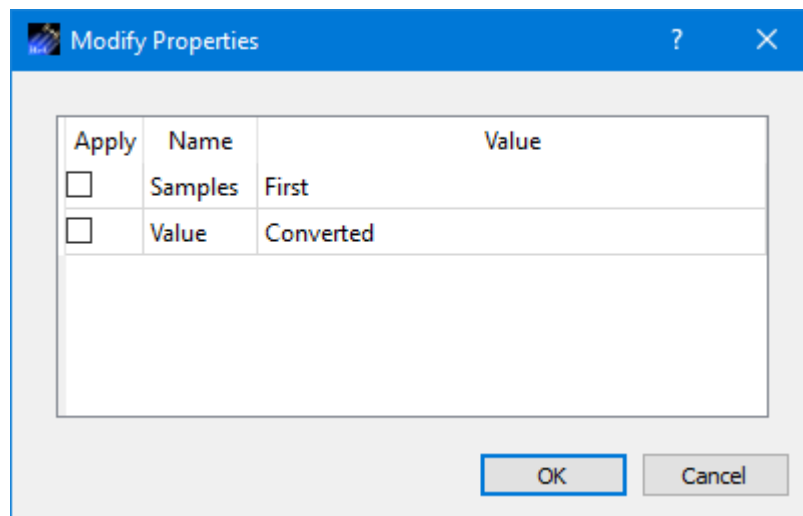 Modify Properties ?
Apply Name Value
Samples First
Value Converted
OK Cancel